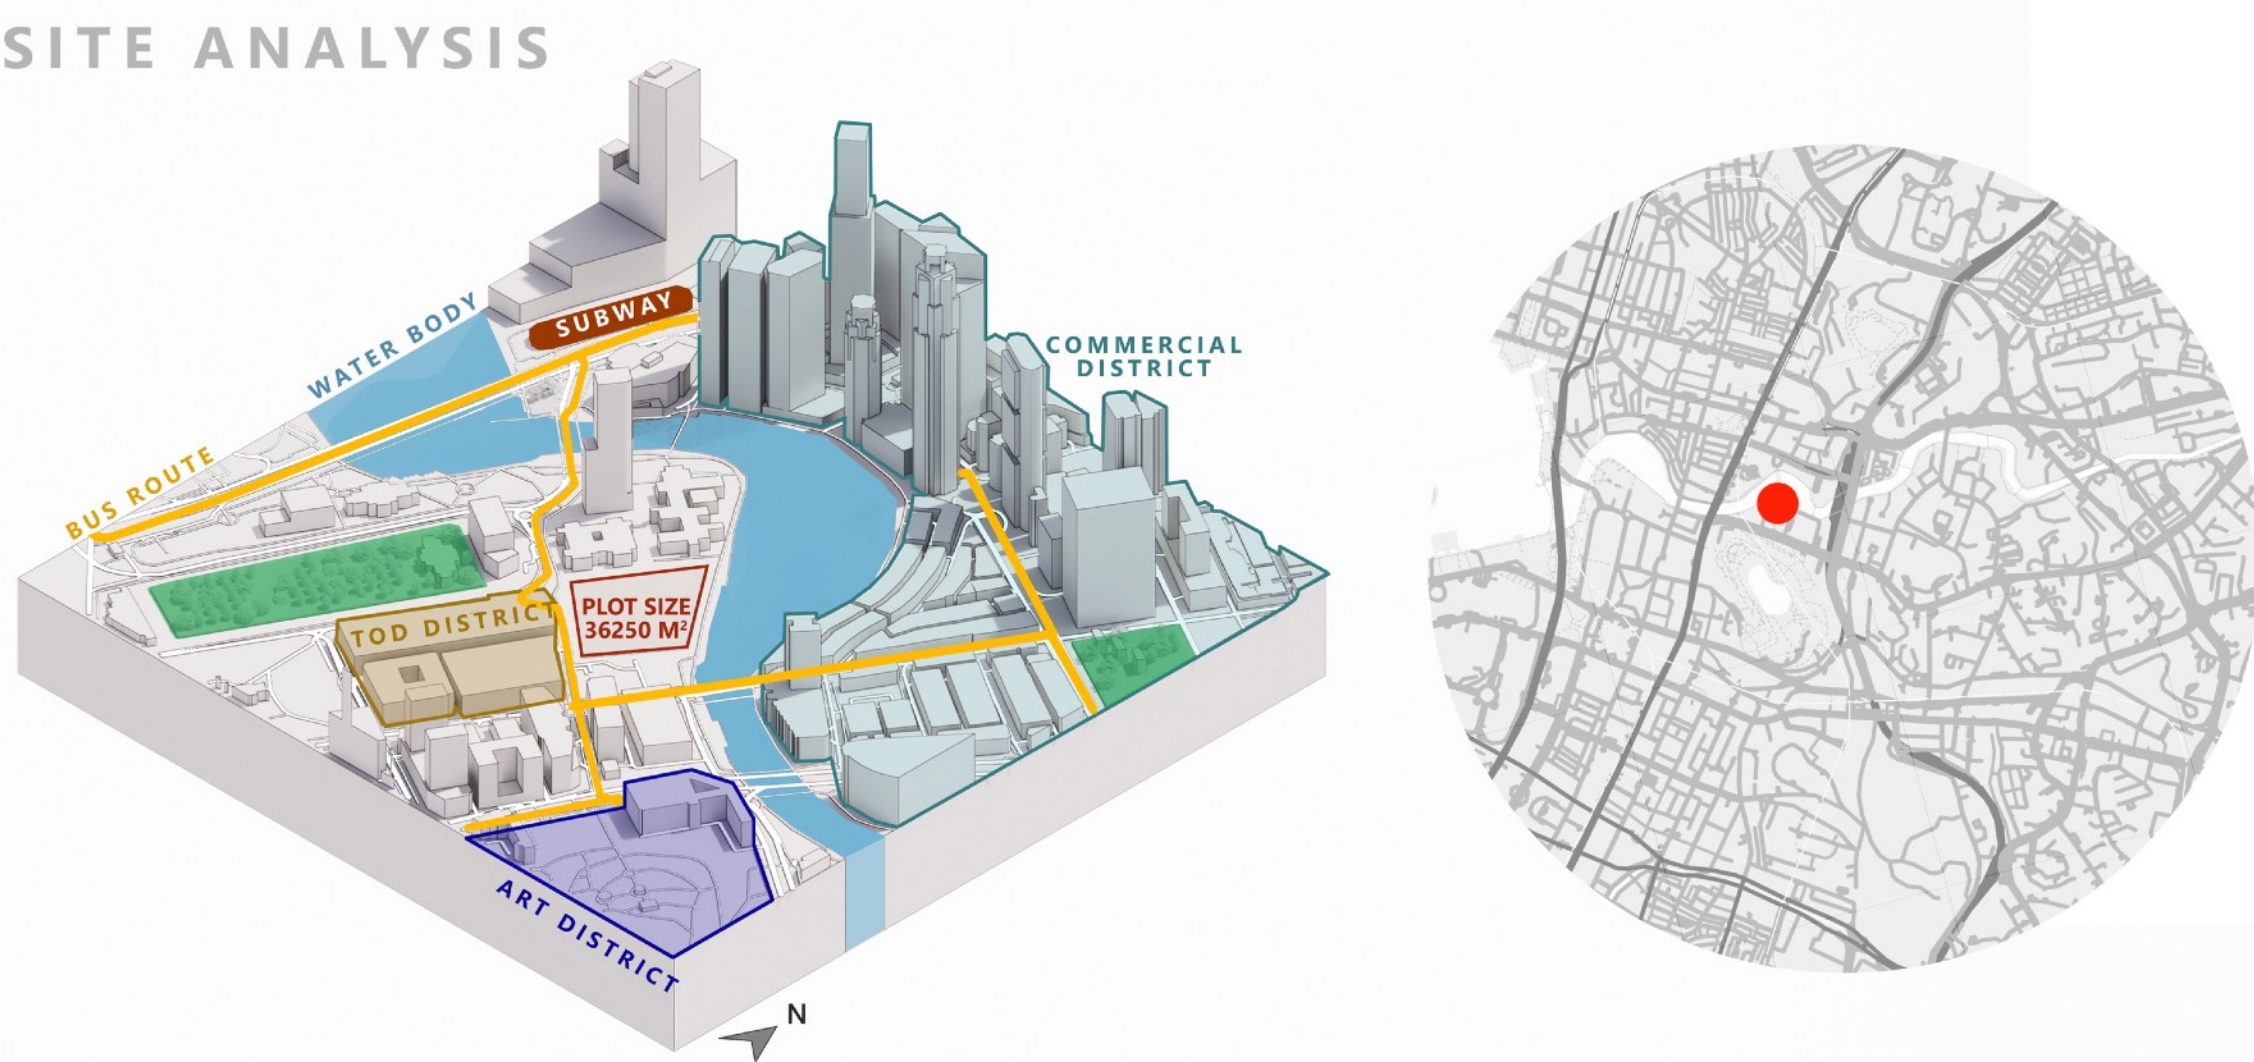 SITE ANALYSIS
WATER BODY
SUBWAY
COMMERCIAL
DISTRICT
BUS ROUTE
TOD DISTRICT
PLOT SIZE
36250 M²
ART DISTRICT
N